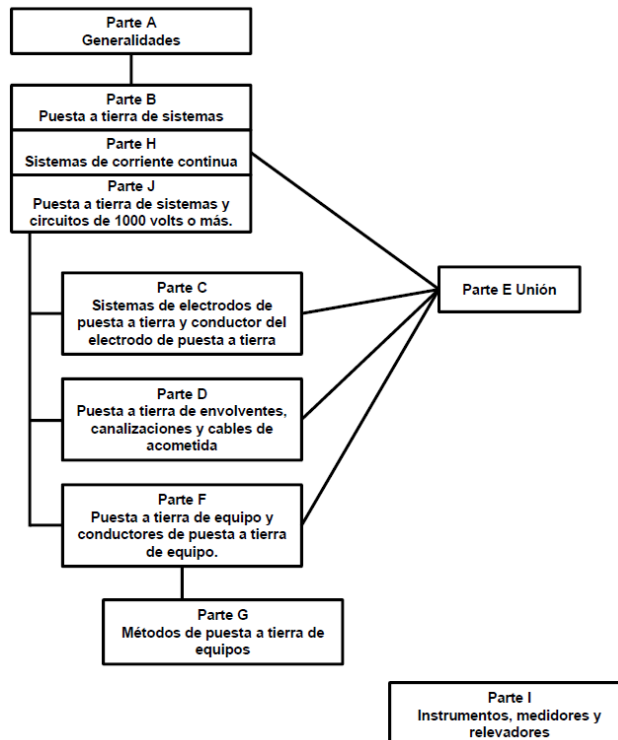 Parte A
Generalidades
Parte B
Puesta a tierra de sistemas
Parte H
Sistemas de corriente continua
Parte J
Puesta a tierra de sistemas y
circuitos de 1000 volts o más.
Parte C
Sistemas de electrodos de
puesta a tierra y conductor del
electrodo de puesta a tierra
Parte E Unión
Parte D
Puesta a tierra de envolventes,
canalizaciones y cables de
acometida
Parte F
Puesta a tierra de equipo y
conductores de puesta a tierra
de equipo.
Parte G
Métodos de puesta a tierra de
equipos
Parte I
Instrumentos, medidores y
relevadores